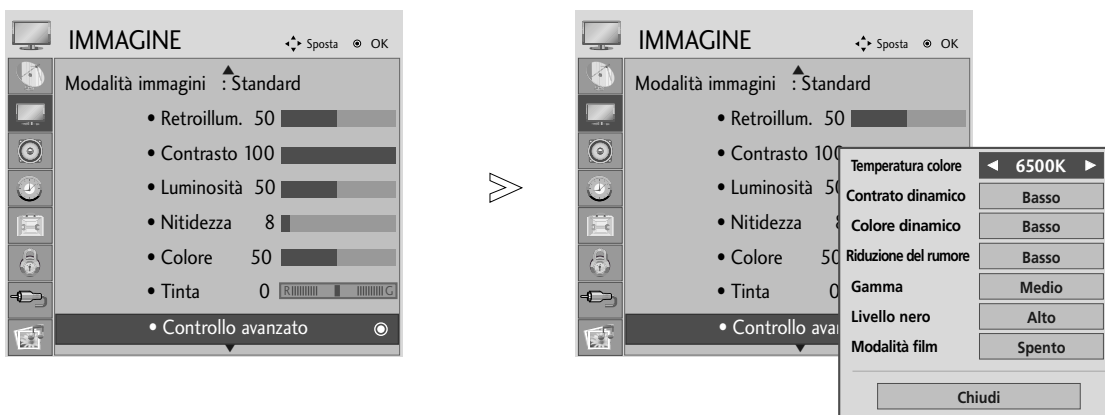 IMMAGINE
Sposta OK
Modalità immagini : Standard
• Retroillum. 50
• Contrasto 100
• Luminosità 50
• Nitidezza 8
• Colore 50
• Tinta 0 R G
• Controllo avanzato
IMMAGINE
Sposta OK
Modalità immagini : Standard
• Retroillum. 50
• Contrasto 100
• Luminosità 50
• Nitidezza 8
• Colore 50
• Tinta 0
• Controllo avan
Temperatura colore 6500K
Contrato dinamico Basso
Colore dinamico Basso
Riduzione del rumore Basso
Gamma Medio
Livello nero Alto
Modalità film Spento
Chiudi